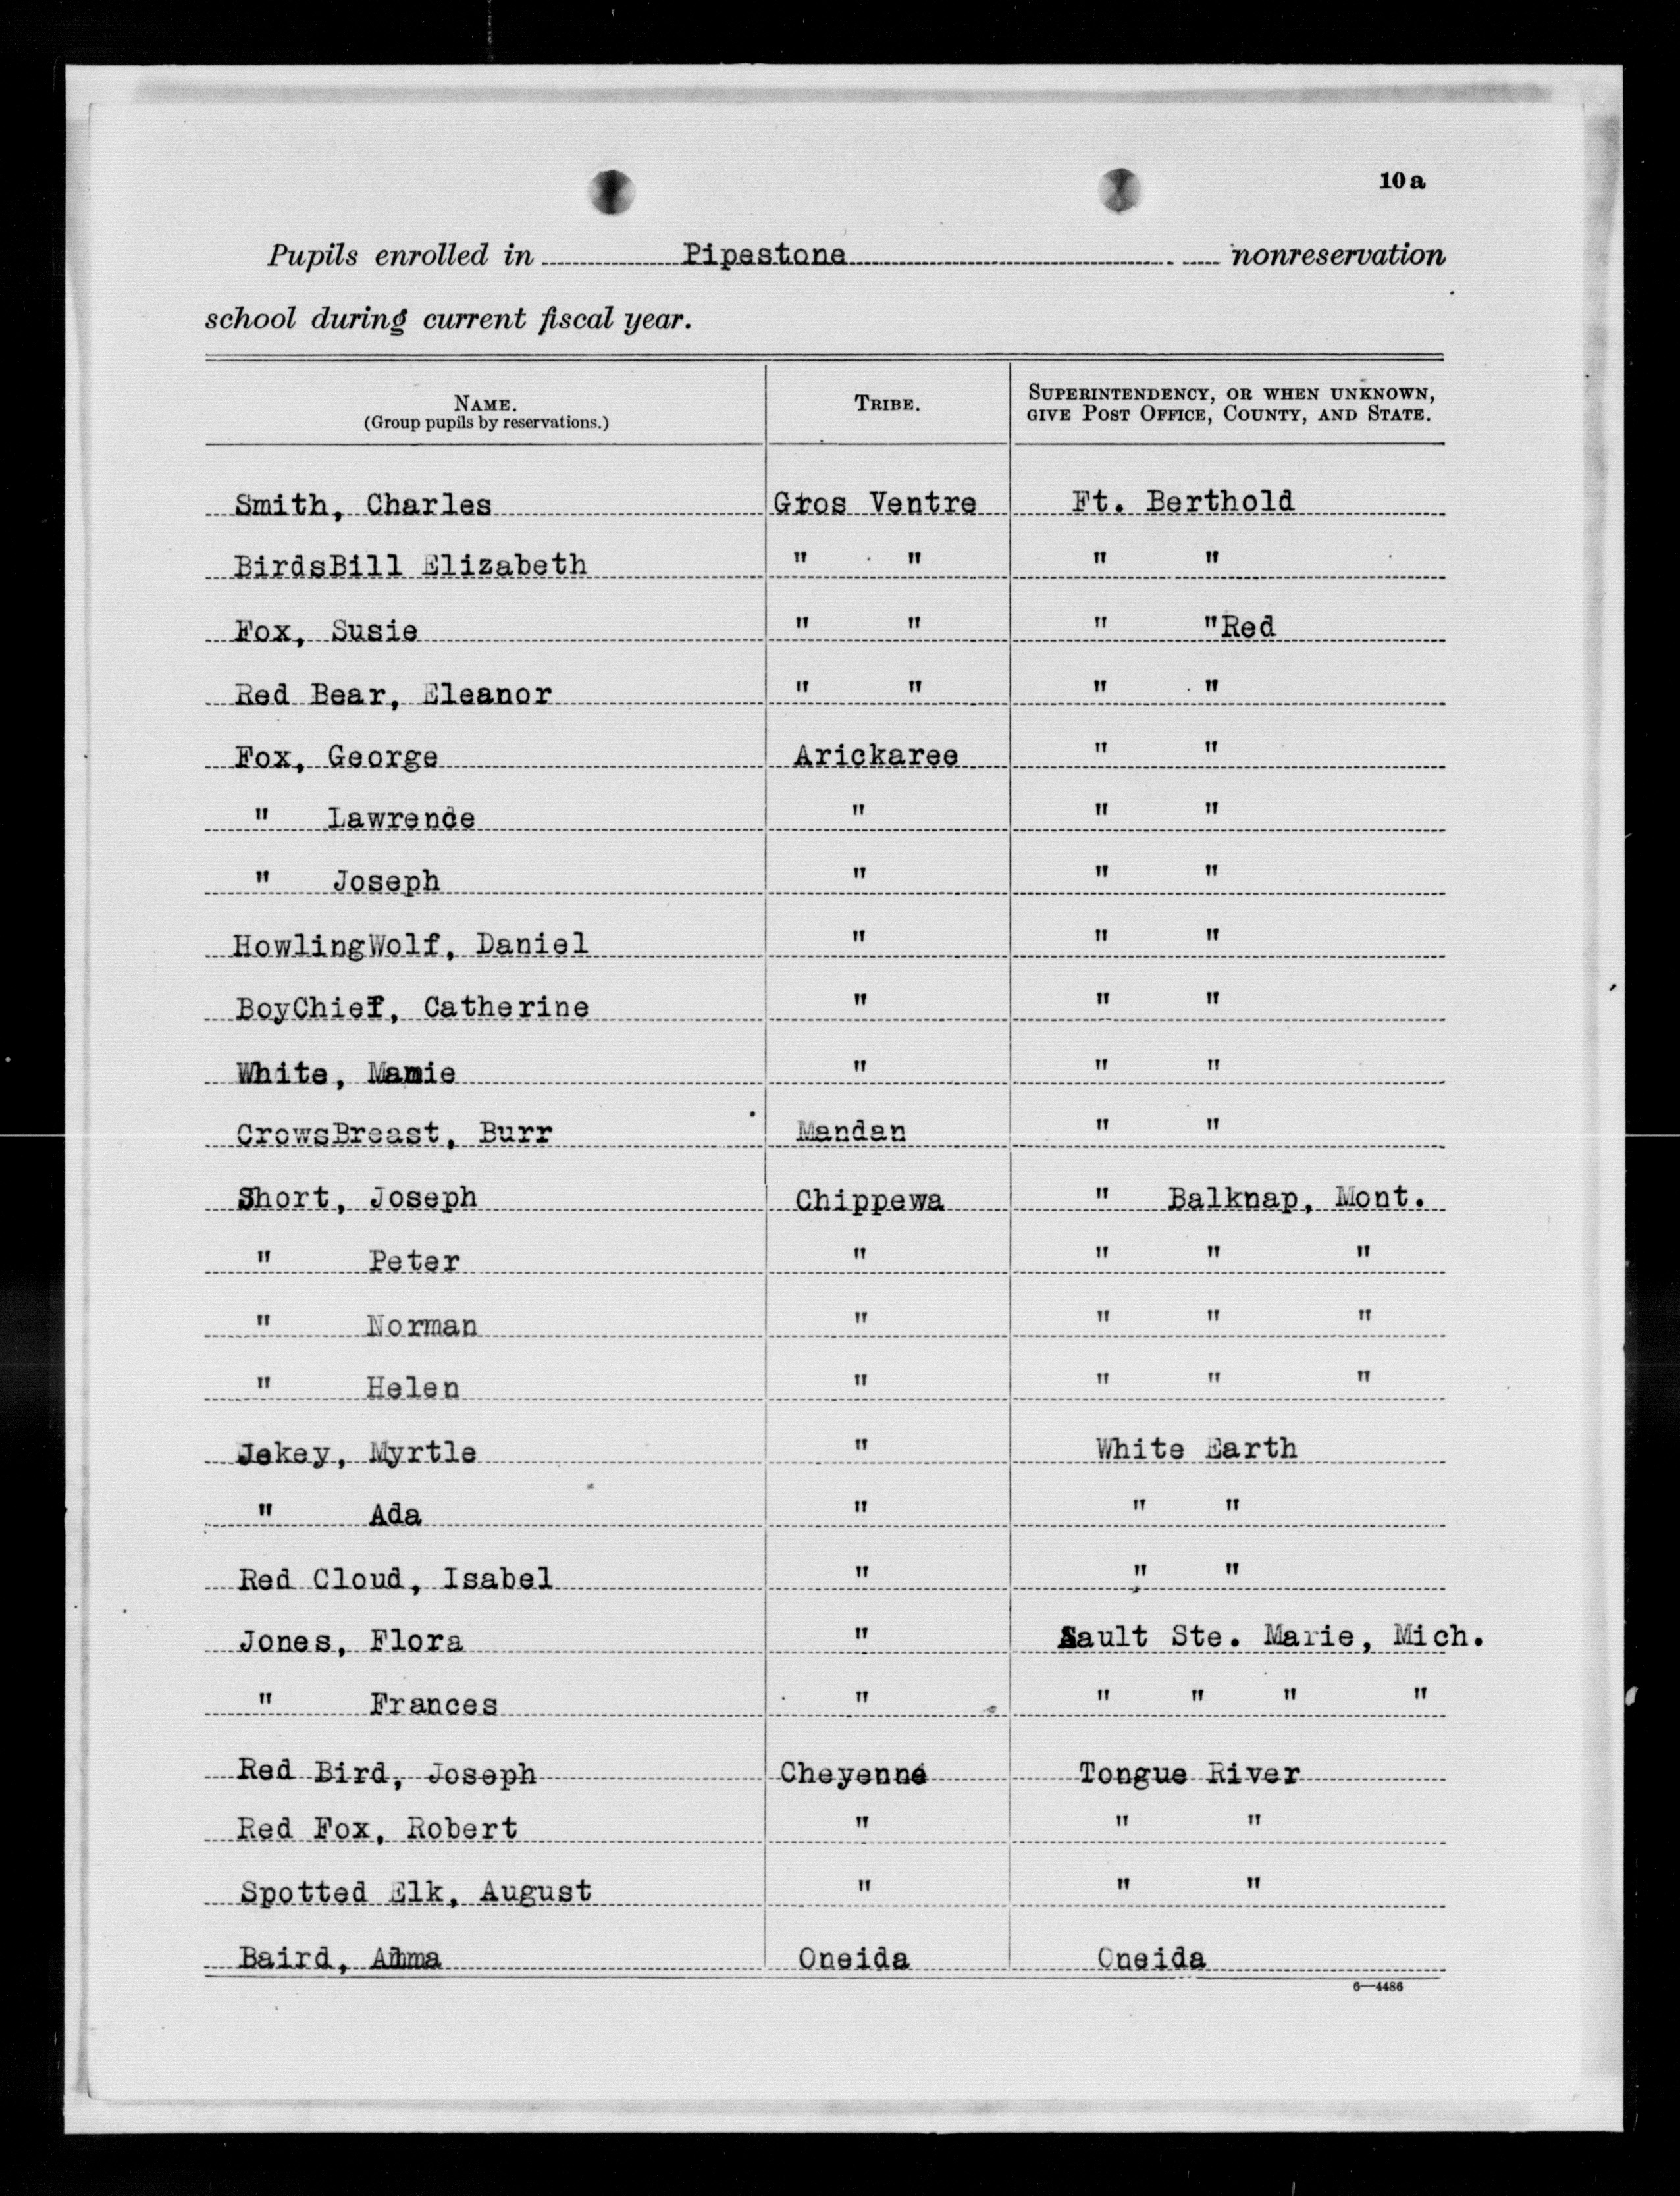 10a
Pupils enrolled in Pipestone nonreservation
school during current fiscal year.
NAME. (Group pupils by reservations.) TRIBE. SUPERINTENDENCY, OR WHEN UNKNOWN, GIVE POST OFFICE, COUNTY, AND STATE.
Smith, Charles Gros Ventre Ft. Berthold
BirdsBill Elizabeth " " " "
Fox, Susie " " " "Red
Red Bear, Eleanor " " " "
Fox, George Arickaree " "
" Lawrence " " "
" Joseph " " "
HowlingWolf, Daniel " " "
BoyChief, Catherine " " "
White, Mamie " " "
CrowsBreast, Burr Mandan " "
Short, Joseph Chippewa " Balknap, Mont.
" Peter " " " "
" Norman " " " "
" Helen " " " "
Jekey, Myrtle " White Earth
" Ada " " "
Red Cloud, Isabel " " "
Jones, Flora " Sault Ste. Marie, Mich.
" Frances " " " " "
Red Bird, Joseph Cheyenne Tongue River
Red Fox, Robert " " "
Spotted Elk, August " " "
Baird, Oneida Oneida
6—4486